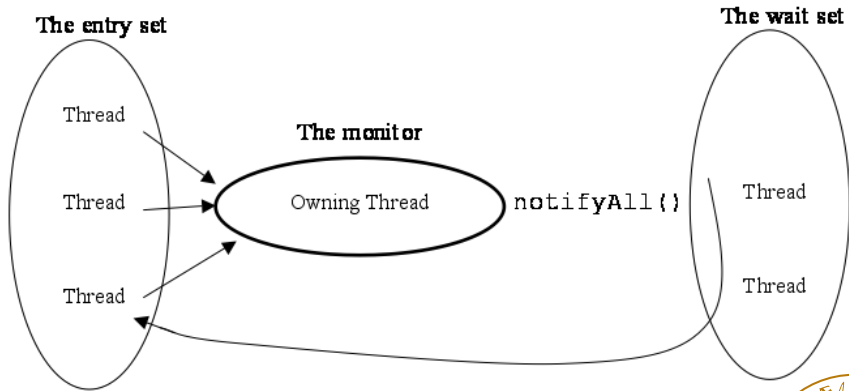 The entry set
The wait set
Thread
The monitor
Thread
Owning Thread
notifyAll()
Thread
Thread
Thread